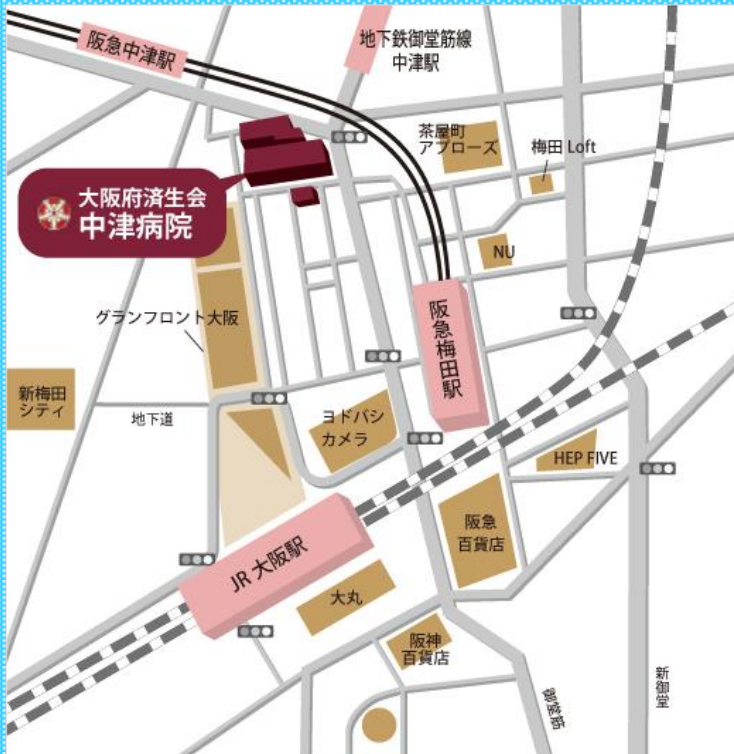 阪急中津駅
地下鉄御堂筋線
中津駅
茶屋町
アプローズ
梅田 Loft
大阪府済生会
中津病院
NU
グランフロント大阪
阪急梅田駅
新梅田
シティ
地下道
ヨドバシ
カメラ
HEP FIVE
阪急
百貨店
JR 大阪駅
大丸
阪神
百貨店
御堂筋
新御堂